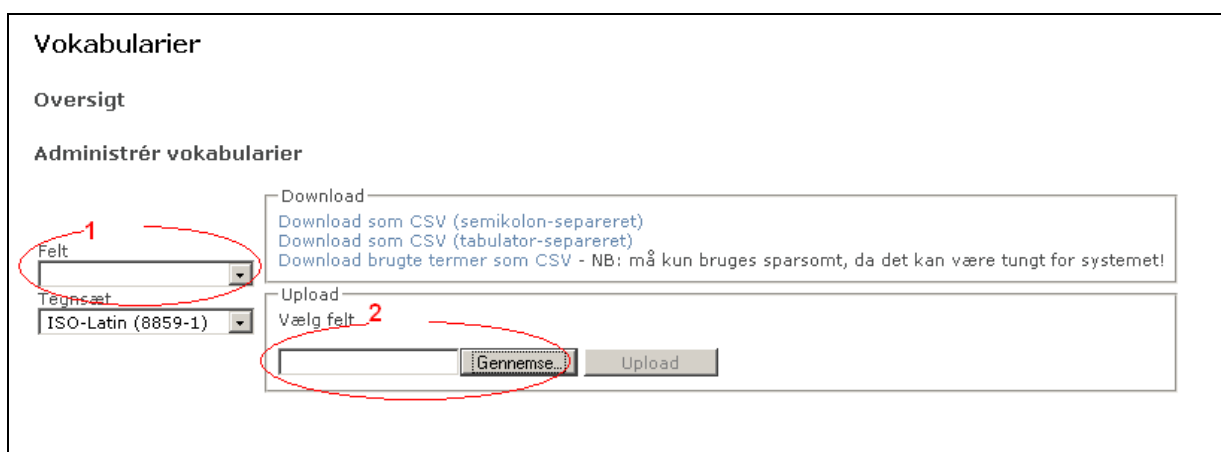 Vokabularier
Oversigt
Administrér vokabularier
Download
Download som CSV (semikolon-separeret)
Download som CSV (tabulator-separeret)
Download brugte termer som CSV - NB: må kun bruges sparsomt, da det kan være tungt for systemet!
1
Felt
Tegnsæt
ISO-Latin (8859-1)
Upload
Vælg felt
2
Gennemse...
Upload